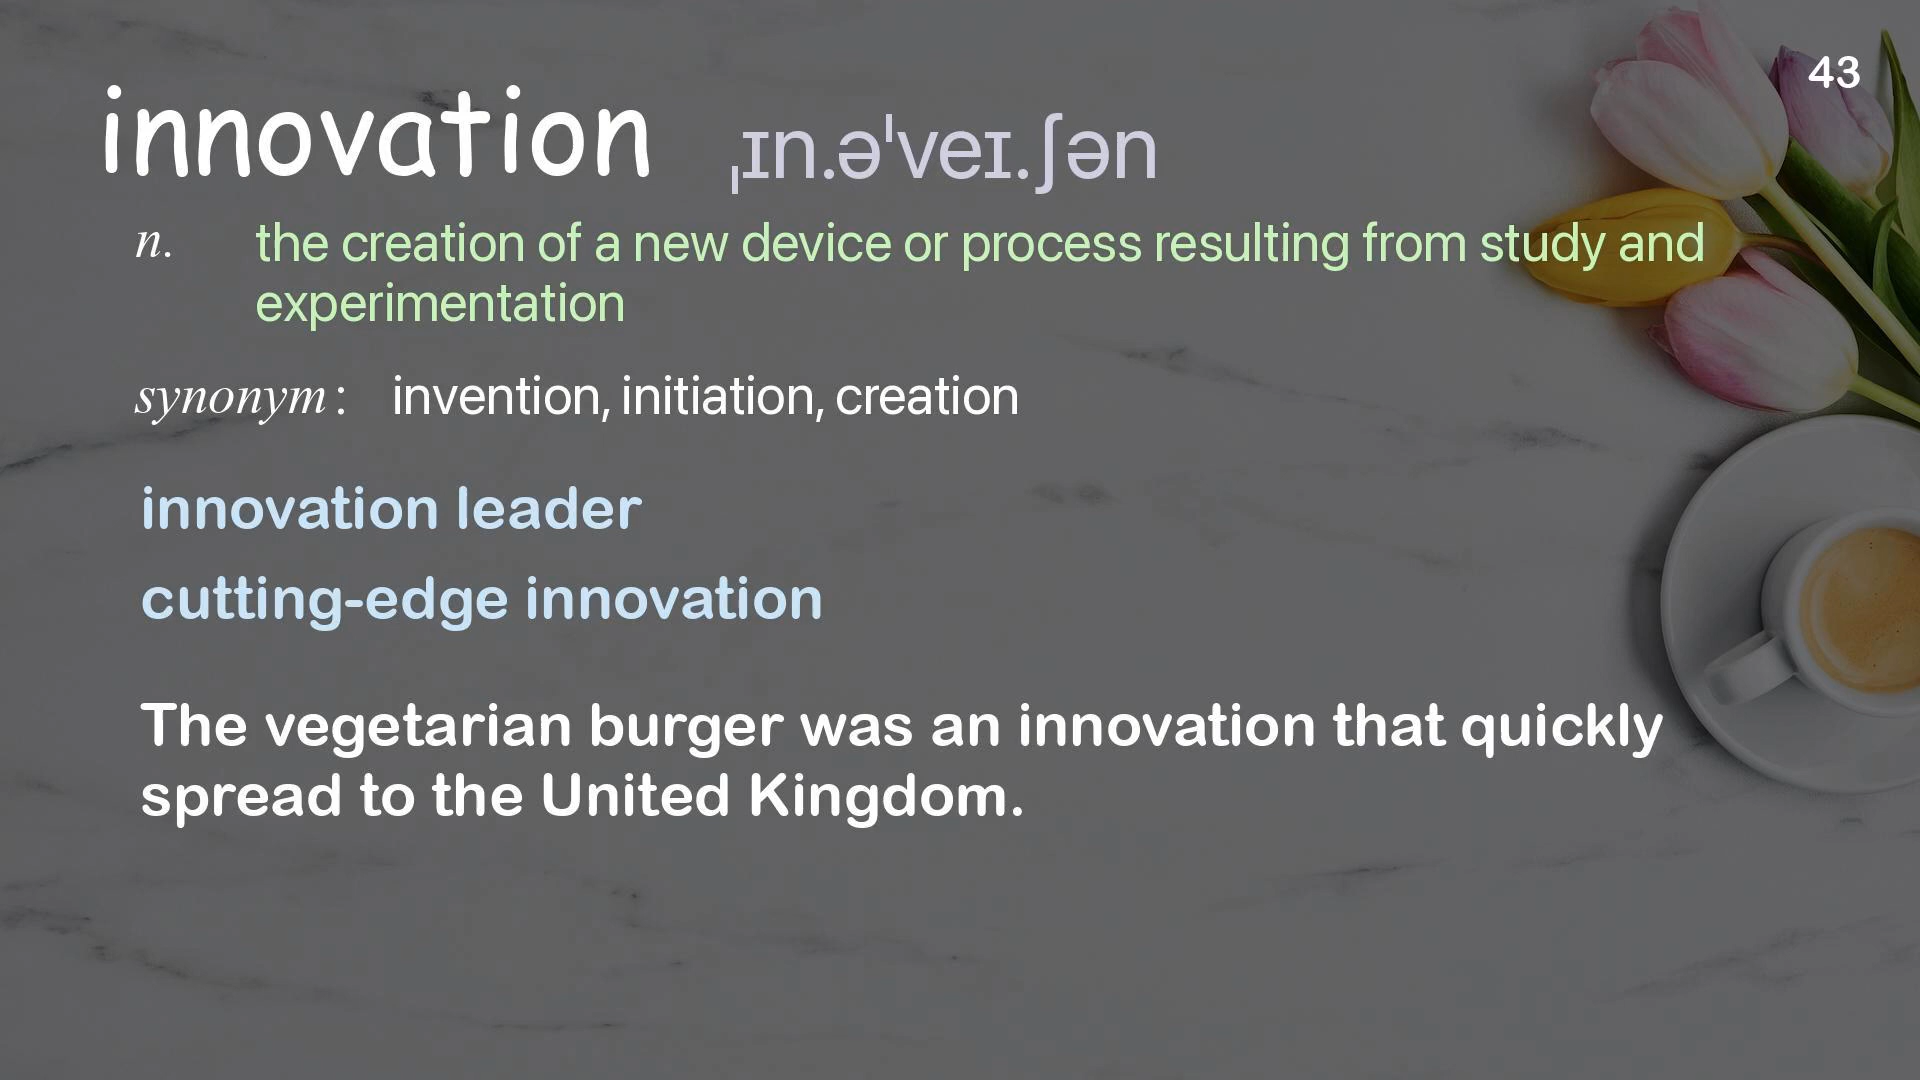 43
innovation ˌɪn.əˈveɪ.ʃən
n. the creation of a new device or process resulting from study and
experimentation
synonym : invention, initiation, creation
innovation leader
cutting-edge innovation
The vegetarian burger was an innovation that quickly
spread to the United Kingdom.